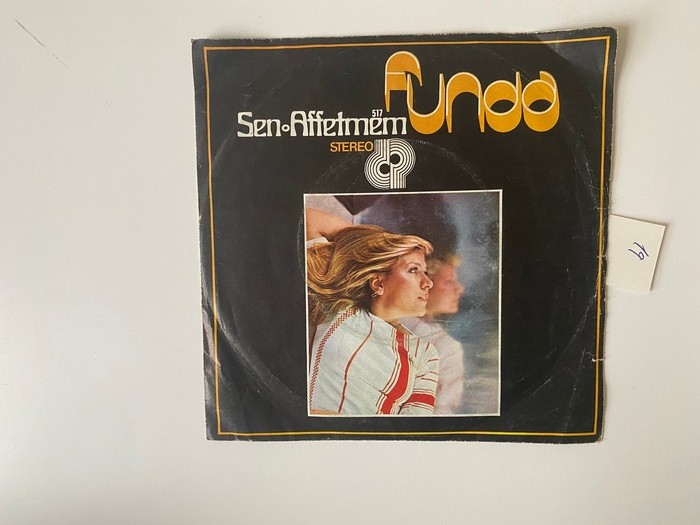 Funda
517
Sen•Affetmem
STEREO
19